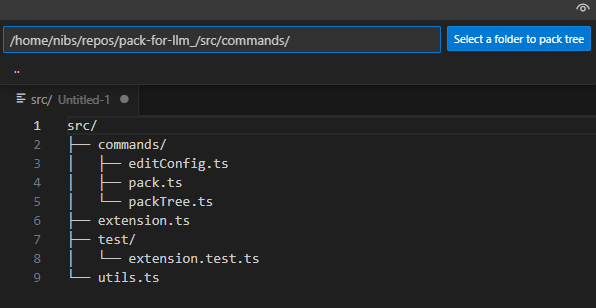 /home/nibs/repos/pack-for-llm_/src/commands/
Select a folder to pack tree
..
src/ Untitled-1
1 src/
2 ├── commands/
3 │   ├── editConfig.ts
4 │   ├── pack.ts
5 │   └── packTree.ts
6 ├── extension.ts
7 ├── test/
8 │   └── extension.test.ts
9 └── utils.ts